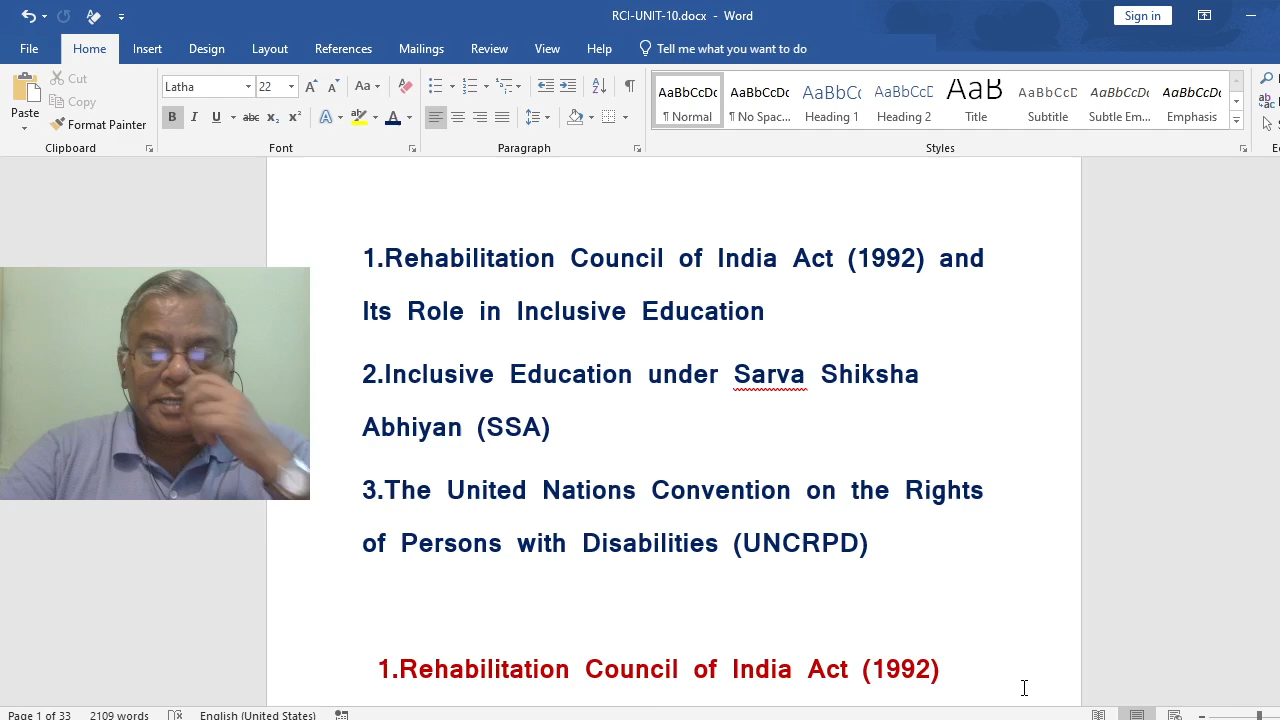 RCI-UNIT-10.docx - Word
Sign in
File Home Insert Design Layout References Mailings Review View Help Tell me what you want to do
Paste
Cut
Copy
Format Painter
Clipboard
Latha 22
Aa
B I U abc X₂ X²
Font
Paragraph
AaBbCcDc AaBbCcDc AaBbCc AaBbCcD AaB AaBbCcD AaBbCcDc AaBbCcDc
¶ Normal ¶ No Spac... Heading 1 Heading 2 Title Subtitle Subtle Em... Emphasis
Styles
1.Rehabilitation Council of India Act (1992) and
Its Role in Inclusive Education
2.Inclusive Education under Sarva Shiksha
Abhiyan (SSA)
3.The United Nations Convention on the Rights
of Persons with Disabilities (UNCRPD)
1.Rehabilitation Council of India Act (1992)
Page 1 of 33 2109 words English (United States)